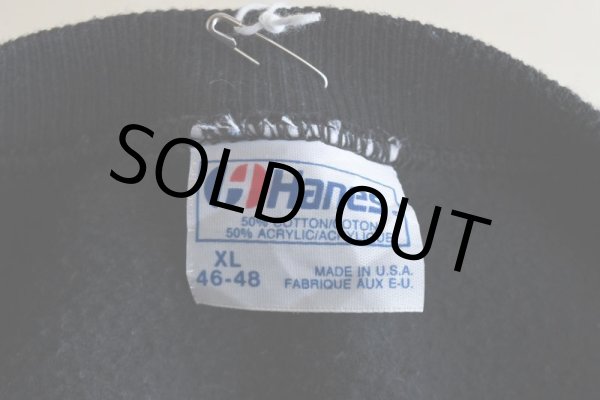 SOLD OUT
Hanes
50% COTTON/COTON
50% ACRYLIC/ACRYLIQUE
XL
46-48
MADE IN U.S.A.
FABRIQUE AUX E-U.